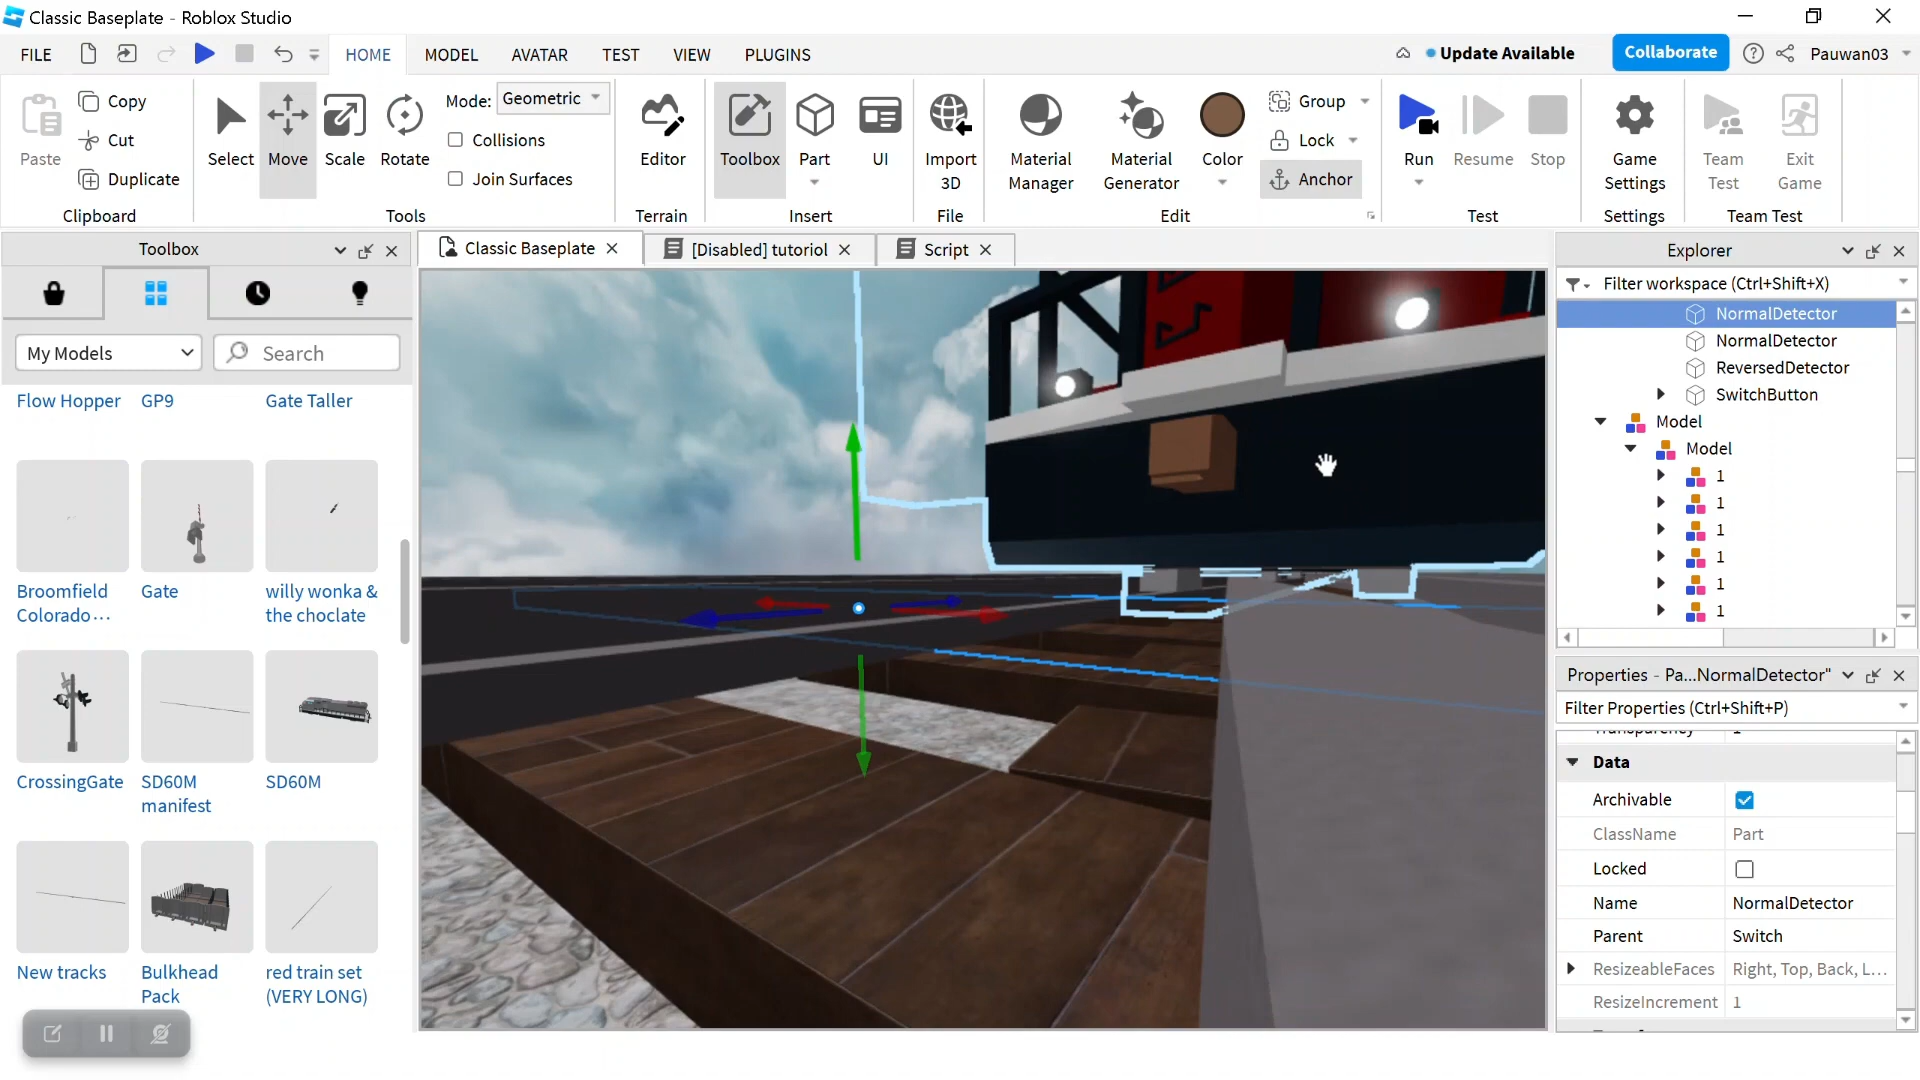 Classic Baseplate - Roblox Studio
FILE
HOME
MODEL
AVATAR
TEST
VIEW
PLUGINS
Update Available
Collaborate
Pauwan03
Paste
Copy
Cut
Duplicate
Clipboard
Select
Move
Scale
Rotate
Mode: Geometric
Collisions
Join Surfaces
Tools
Editor
Terrain
Toolbox
Part
UI
Insert
Import
3D
File
Material
Manager
Material
Generator
Color
Group
Lock
Anchor
Edit
Run
Resume
Stop
Test
Game
Settings
Settings
Team
Test
Exit
Game
Team Test
Toolbox
My Models
Search
Flow Hopper
GP9
Gate Taller
Broomfield
Colorado...
Gate
willy wonka &
the choclate
CrossingGate
SD60M
manifest
SD60M
New tracks
Bulkhead
Pack
red train set
(VERY LONG)
Classic Baseplate
[Disabled] tutoriol
Script
Explorer
Filter workspace (Ctrl+Shift+X)
NormalDetector
NormalDetector
ReversedDetector
SwitchButton
Model
Model
1
1
1
1
1
1
Properties - Pa...NormalDetector"
Filter Properties (Ctrl+Shift+P)
Transparency 1
Data
Archivable
ClassName Part
Locked
Name NormalDetector
Parent Switch
ResizeableFaces Right, Top, Back, L...
ResizeIncrement 1